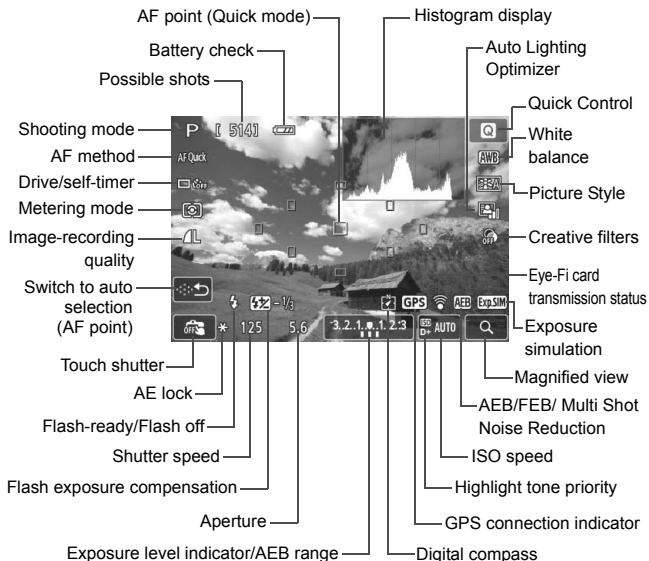 AF point (Quick mode)
Histogram display
Battery check
Auto Lighting
Optimizer
Possible shots
Quick Control
Shooting mode
P
[ 514]
Q
White
balance
AF method
AF Quick
AWB
Drive/self-timer
OFF
A
Picture Style
Metering mode
Image-recording
quality
L
OFF
Creative filters
Switch to auto
selection
(AF point)
Eye-Fi card
transmission status
-1/3
N
GPS
AEB
Exp.SIM
Exposure
simulation
OFF
* 125 5.6
-3..2..1..0..1..2..3
ISO
D+ AUTO
Touch shutter
Magnified view
AE lock
AEB/FEB/ Multi Shot
Noise Reduction
Flash-ready/Flash off
Shutter speed
ISO speed
Flash exposure compensation
Highlight tone priority
Aperture
GPS connection indicator
Exposure level indicator/AEB range
Digital compass